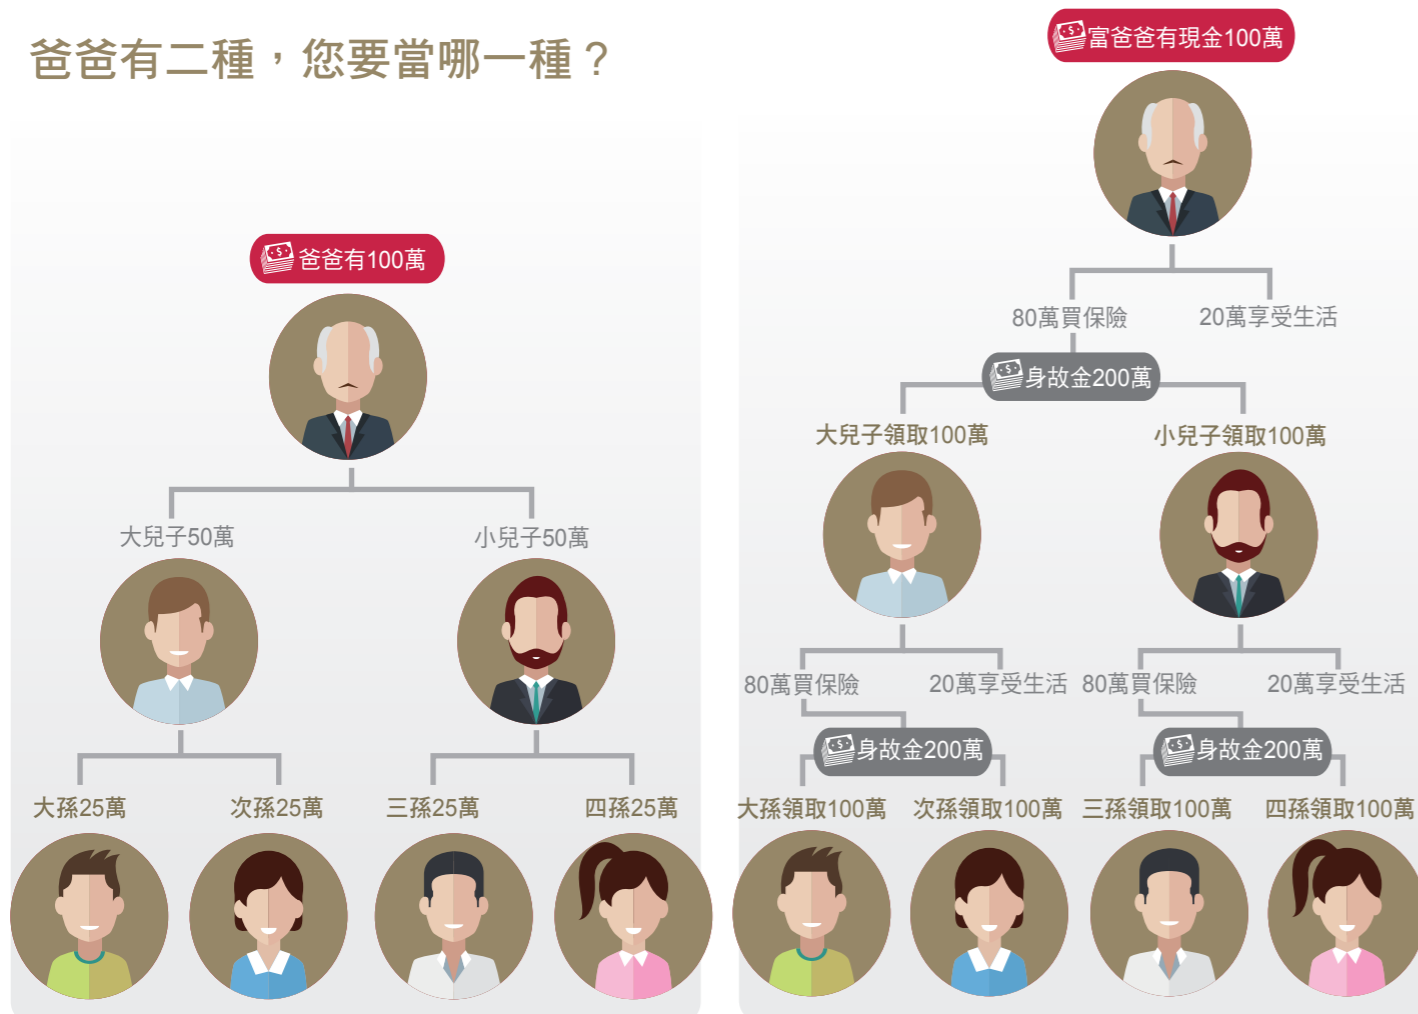 爸爸有二種，您要當哪一種？
爸爸有100萬
大兒子50萬
小兒子50萬
大孫25萬
次孫25萬
三孫25萬
四孫25萬
富爸爸有現金100萬
80萬買保險
20萬享受生活
身故金200萬
大兒子領取100萬
小兒子領取100萬
80萬買保險
20萬享受生活
80萬買保險
20萬享受生活
身故金200萬
身故金200萬
大孫領取100萬
次孫領取100萬
三孫領取100萬
四孫領取100萬